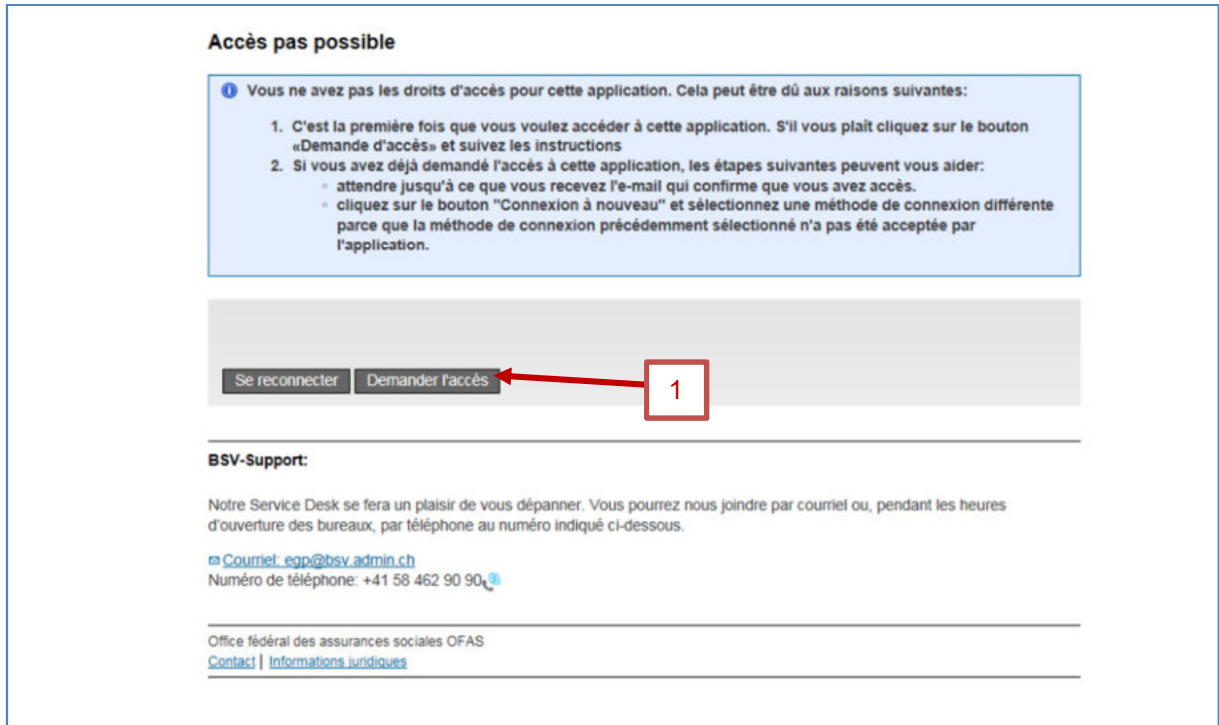 Accès pas possible
Vous ne avez pas les droits d'accès pour cette application. Cela peut être dû aux raisons suivantes:
1. C'est la première fois que vous voulez accéder à cette application. S'il vous plaît cliquez sur le bouton
«Demande d'accès» et suivez les instructions
2. Si vous avez déjà demandé l'accès à cette application, les étapes suivantes peuvent vous aider:
attendre jusqu'à ce que vous recevez l'e-mail qui confirme que vous avez accès.
cliquez sur le bouton "Connexion à nouveau" et sélectionnez une méthode de connexion différente
parce que la méthode de connexion précédemment sélectionné n'a pas été acceptée par
l'application.
Se reconnecter Demander l'accès
1
BSV-Support:
Notre Service Desk se fera un plaisir de vous dépanner. Vous pourrez nous joindre par courriel ou, pendant les heures
d'ouverture des bureaux, par téléphone au numéro indiqué ci-dessous.
Courriel: egp@bsv.admin.ch
Numéro de téléphone: +41 58 462 90 90
Office fédéral des assurances sociales OFAS
Contact | Informations juridiques